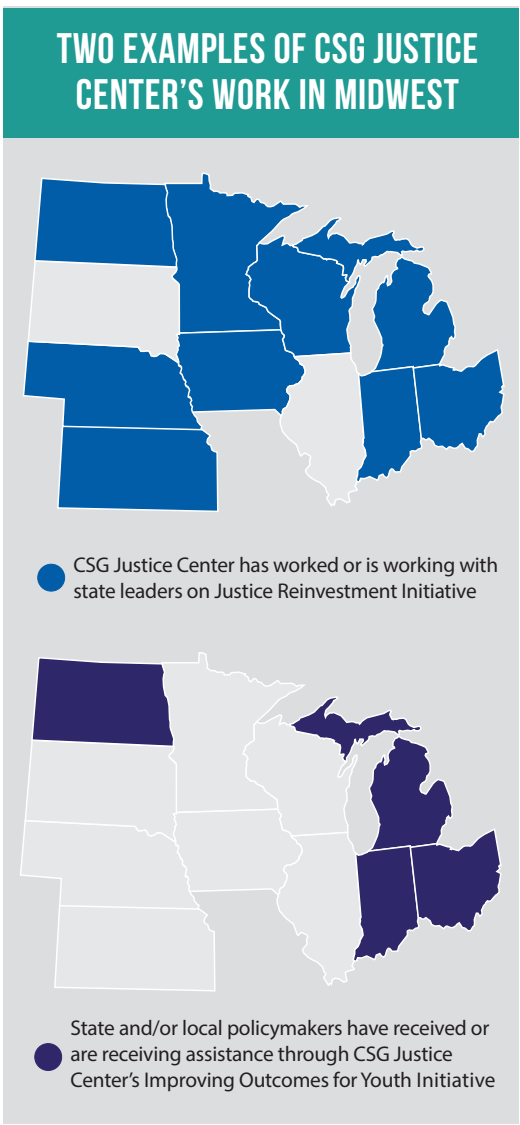 TWO EXAMPLES OF CSG JUSTICE
CENTER’S WORK IN MIDWEST
CSG Justice Center has worked or is working with
state leaders on Justice Reinvestment Initiative
State and/or local policymakers have received or
are receiving assistance through CSG Justice
Center’s Improving Outcomes for Youth Initiative